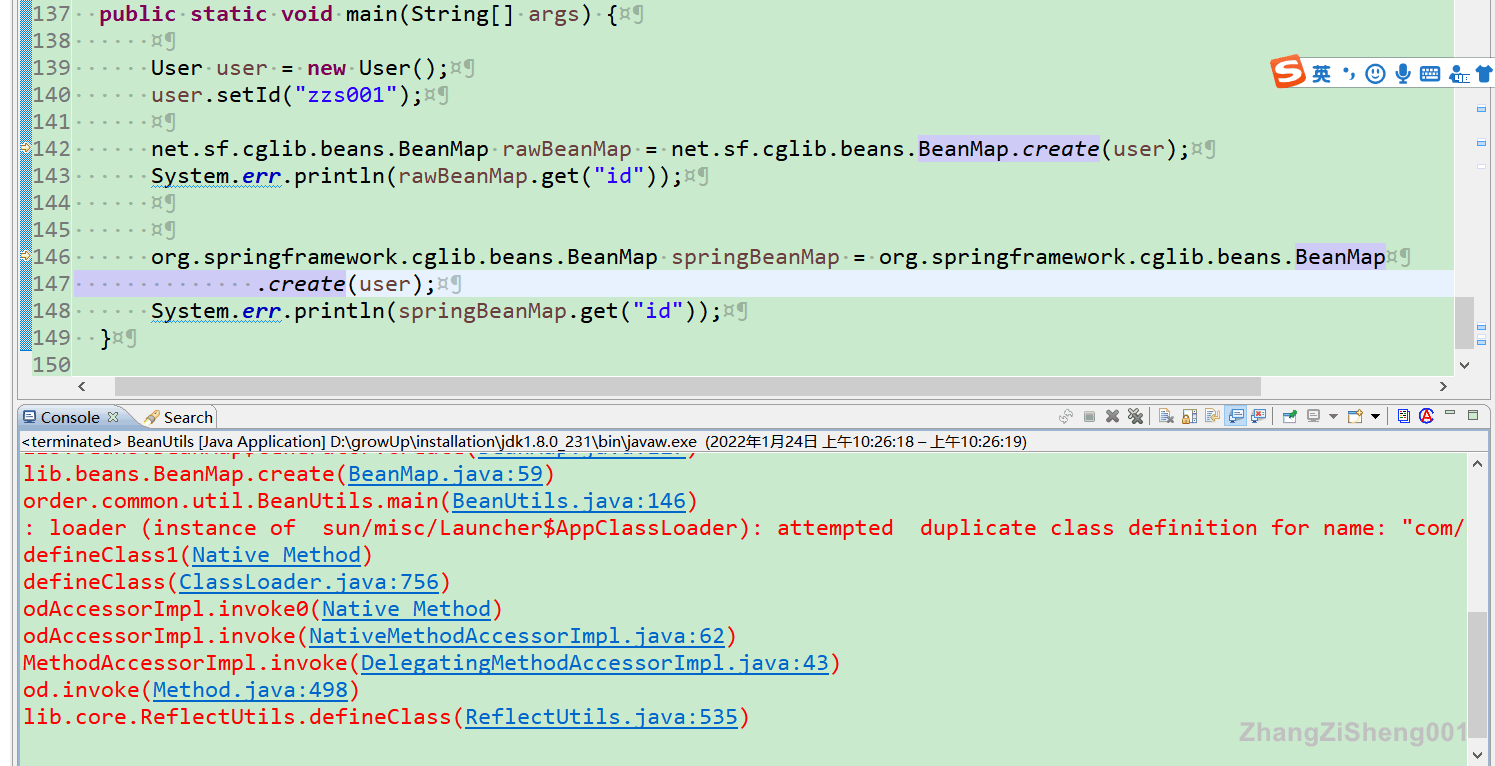 137 public static void main(String[] args) {¤¶
138 ¤¶
139 User user = new User();¤¶
140 user.setId("zzs001");¤¶
141 ¤¶
142 net.sf.cglib.beans.BeanMap rawBeanMap = net.sf.cglib.beans.BeanMap.create(user);¤¶
143 System.err.println(rawBeanMap.get("id"));¤¶
144 ¤¶
145 ¤¶
146 org.springframework.cglib.beans.BeanMap springBeanMap = org.springframework.cglib.beans.BeanMap¤¶
147 .create(user);¤¶
148 System.err.println(springBeanMap.get("id"));¤¶
149 }¤¶
150
英
Console Search
<terminated> BeanUtils [Java Application] D:\growUp\installation\jdk1.8.0_231\bin\javaw.exe (2022年1月24日 上午10:26:18 – 上午10:26:19)
lib.beans.BeanMap.create(BeanMap.java:59)
order.common.util.BeanUtils.main(BeanUtils.java:146)
: loader (instance of  sun/misc/Launcher$AppClassLoader): attempted  duplicate class definition for name: "com/
defineClass1(Native Method)
defineClass(ClassLoader.java:756)
odAccessorImpl.invoke0(Native Method)
odAccessorImpl.invoke(NativeMethodAccessorImpl.java:62)
MethodAccessorImpl.invoke(DelegatingMethodAccessorImpl.java:43)
od.invoke(Method.java:498)
lib.core.ReflectUtils.defineClass(ReflectUtils.java:535)
ZhangZiSheng001